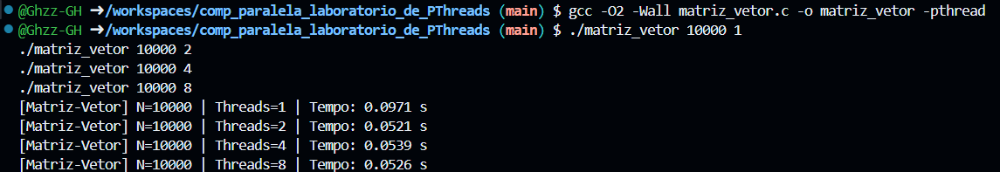 @Ghzz-GH ➜/workspaces/comp_paralela_laboratorio_de_PThreads (main) $ gcc -O2 -Wall matriz_vetor.c -o matriz_vetor -pthread
@Ghzz-GH ➜/workspaces/comp_paralela_laboratorio_de_PThreads (main) $ ./matriz_vetor 10000 1
./matriz_vetor 10000 2
./matriz_vetor 10000 4
./matriz_vetor 10000 8
[Matriz-Vetor] N=10000 | Threads=1 | Tempo: 0.0971 s
[Matriz-Vetor] N=10000 | Threads=2 | Tempo: 0.0521 s
[Matriz-Vetor] N=10000 | Threads=4 | Tempo: 0.0539 s
[Matriz-Vetor] N=10000 | Threads=8 | Tempo: 0.0526 s